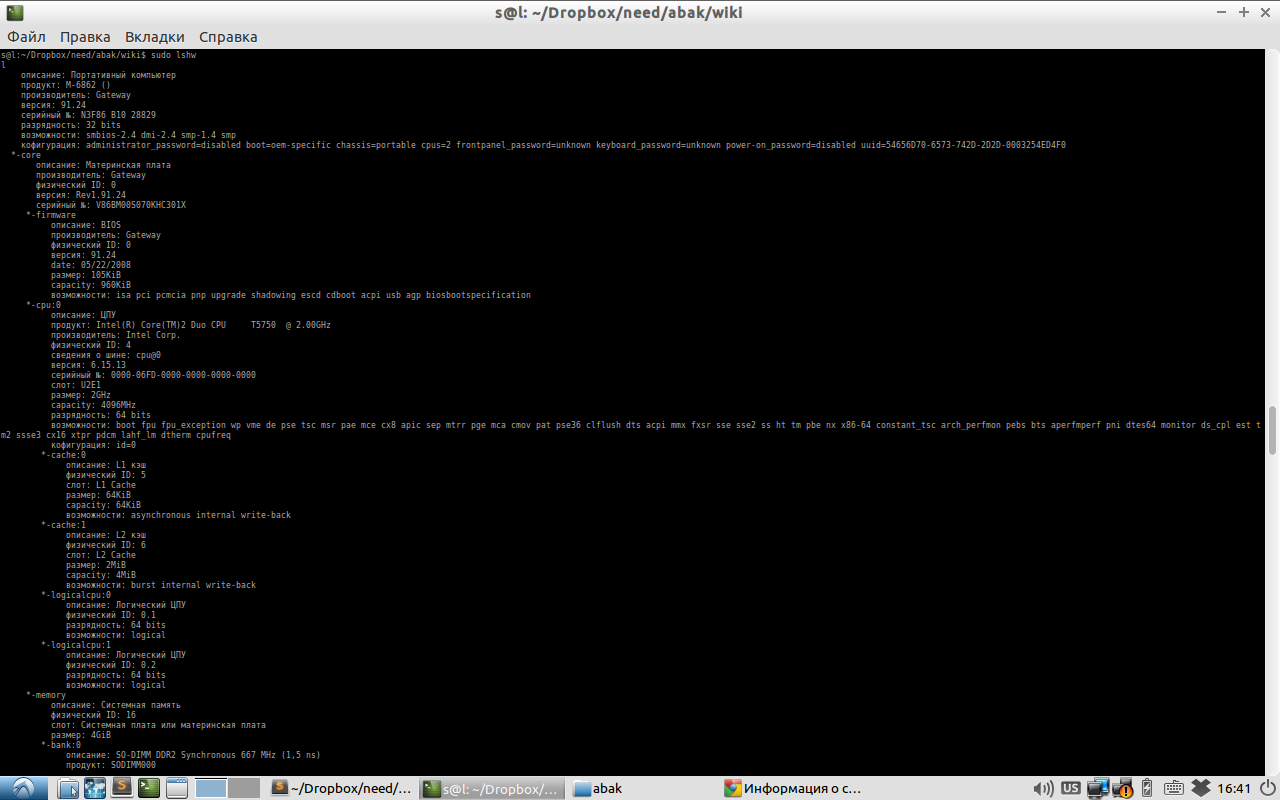 s@l: ~/Dropbox/need/abak/wiki
Файл Правка Вкладки Справка
s@l:~/Dropbox/need/abak/wiki$ sudo lshw
l
описание: Портативный компьютер
продукт: M-6862 ()
производитель: Gateway
версия: 91.24
серийный №: N3F86 B10 28829
разрядность: 32 bits
возможности: smbios-2.4 dmi-2.4 smp-1.4 smp
кофигурация: administrator_password=disabled boot=oem-specific chassis=portable cpus=2 frontpanel_password=unknown keyboard_password=unknown power-on_password=disabled uuid=54656D70-6573-742D-2D2D-0003254ED4F0
*-core
описание: Материнская плата
производитель: Gateway
физический ID: 0
версия: Rev1.91.24
серийный №: V86BM00S070KHC301X
*-firmware
описание: BIOS
производитель: Gateway
физический ID: 0
версия: 91.24
date: 05/22/2008
размер: 105KiB
capacity: 960KiB
возможности: isa pci pcmcia pnp upgrade shadowing escd cdboot acpi usb agp biosbootspecification
*-cpu:0
описание: ЦПУ
продукт: Intel(R) Core(TM)2 Duo CPU     T5750  @ 2.00GHz
производитель: Intel Corp.
физический ID: 4
сведения о шине: cpu@0
версия: 6.15.13
серийный №: 0000-06FD-0000-0000-0000-0000
слот: U2E1
размер: 2GHz
capacity: 4096MHz
разрядность: 64 bits
возможности: boot fpu fpu_exception wp vme de pse tsc msr pae mce cx8 apic sep mtrr pge mca cmov pat pse36 clflush dts acpi mmx fxsr sse sse2 ss ht tm pbe nx x86-64 constant_tsc arch_perfmon pebs bts aperfmperf pni dtes64 monitor ds_cpl est t
m2 ssse3 cx16 xtpr pdcm lahf_lm dtherm cpufreq
кофигурация: id=0
*-cache:0
описание: L1 кэш
физический ID: 5
слот: L1 Cache
размер: 64KiB
capacity: 64KiB
возможности: asynchronous internal write-back
*-cache:1
описание: L2 кэш
физический ID: 6
слот: L2 Cache
размер: 2MiB
capacity: 4MiB
возможности: burst internal write-back
*-logicalcpu:0
описание: Логический ЦПУ
физический ID: 0.1
разрядность: 64 bits
возможности: logical
*-logicalcpu:1
описание: Логический ЦПУ
физический ID: 0.2
разрядность: 64 bits
возможности: logical
*-memory
описание: Системная память
физический ID: 16
слот: Системная плата или материнская плата
размер: 4GiB
*-bank:0
описание: SO-DIMM DDR2 Synchronous 667 MHz (1,5 ns)
продукт: SODIMM000
~/Dropbox/need/... s@l: ~/Dropbox/... abak Информация о с... US 16:41